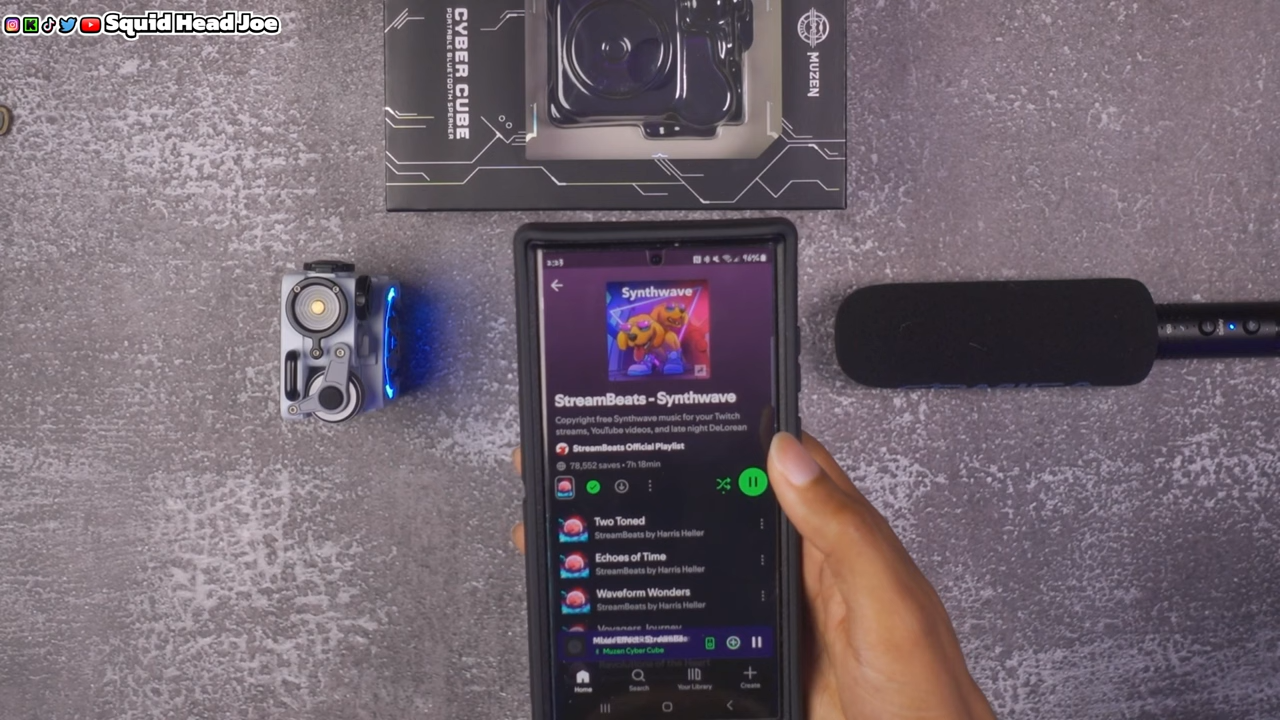 Squid Head Joe
CYBER CUBE
PORTABLE BLUETOOTH SPEAKER
MUZEN
96%
Synthwave
StreamBeats - Synthwave
Copyright free Synthwave music for your Twitch
streams, YouTube videos, and late night DeLorean
StreamBeats Official Playlist
78,552 saves • 7h 18min
Two Toned
StreamBeats by Harris Heller
Echoes of Time
StreamBeats by Harris Heller
Waveform Wonders
StreamBeats by Harris Heller
Voyagers Journey
Muzen Cyber Cube
Home
Search
Your Library
Create